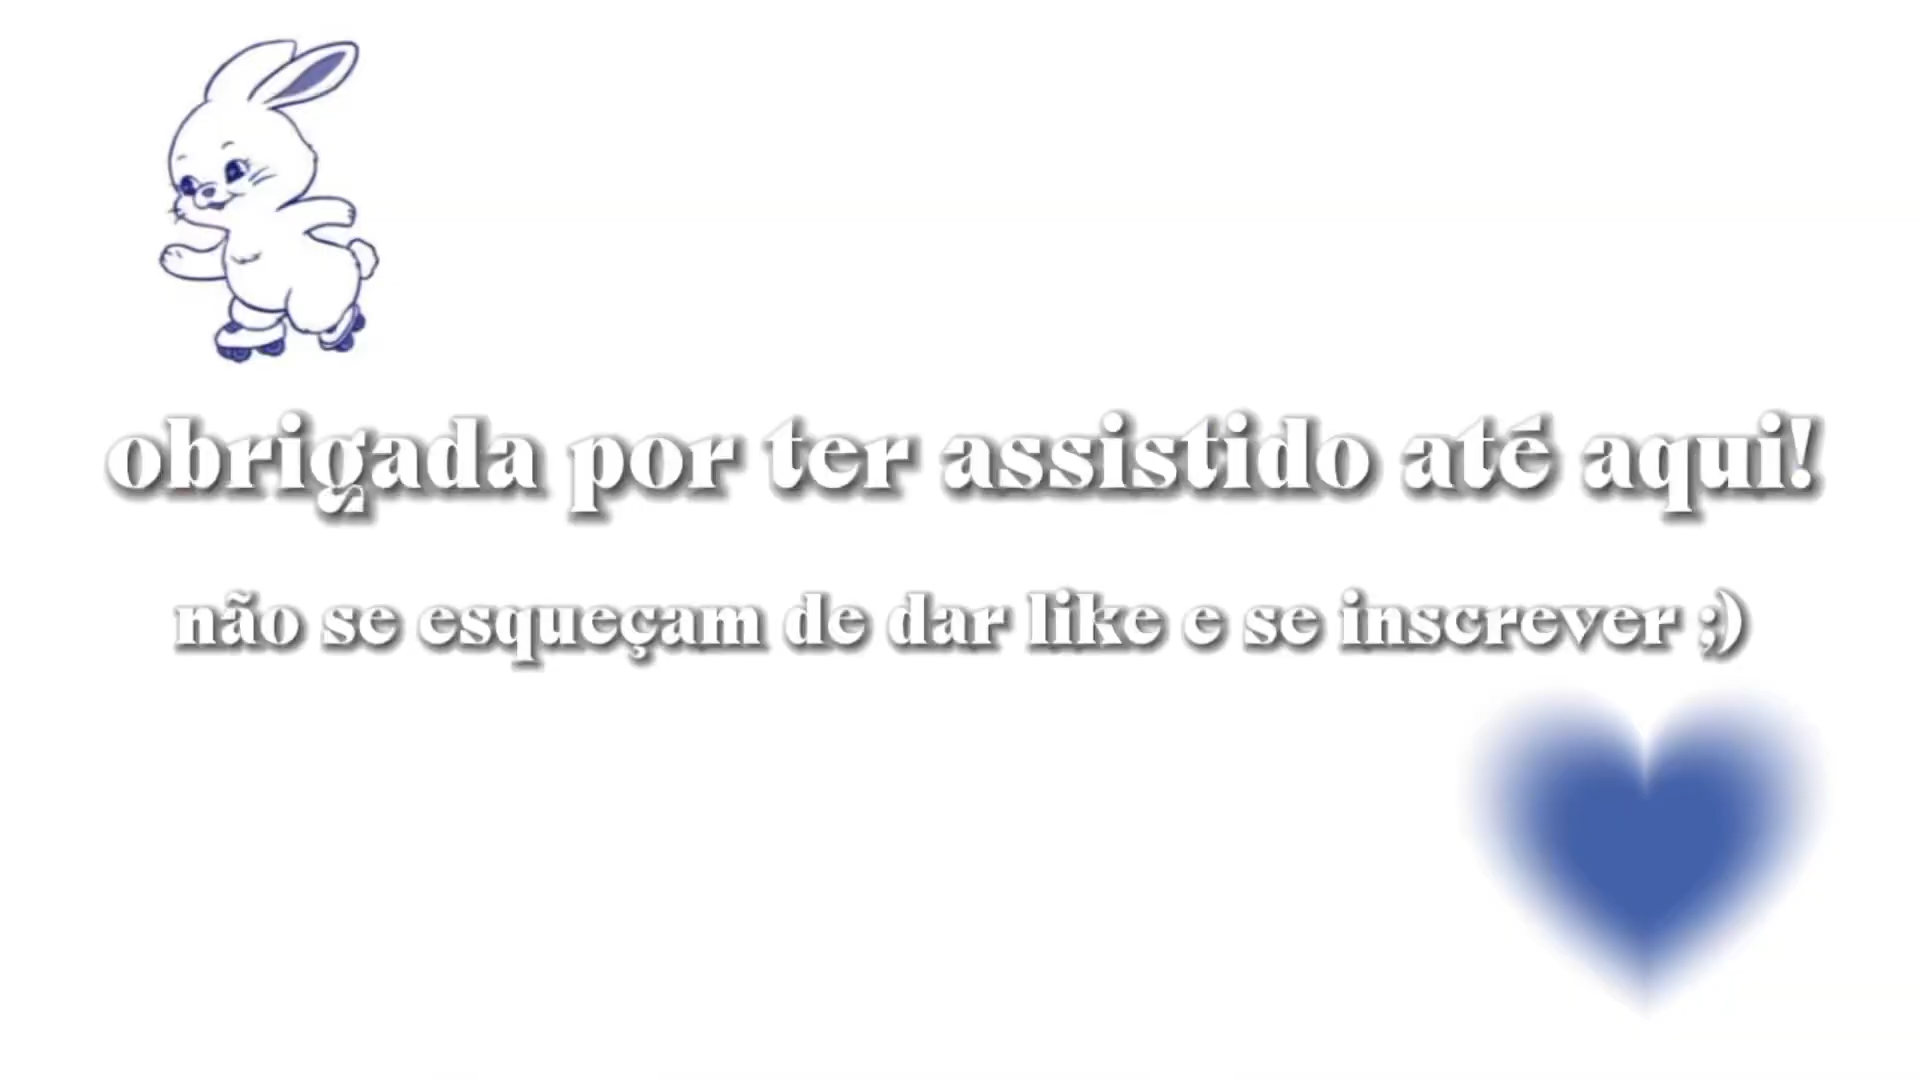 obrigada por ter assistido até aqui!
não se esqueçam de dar like e se inscrever ;)